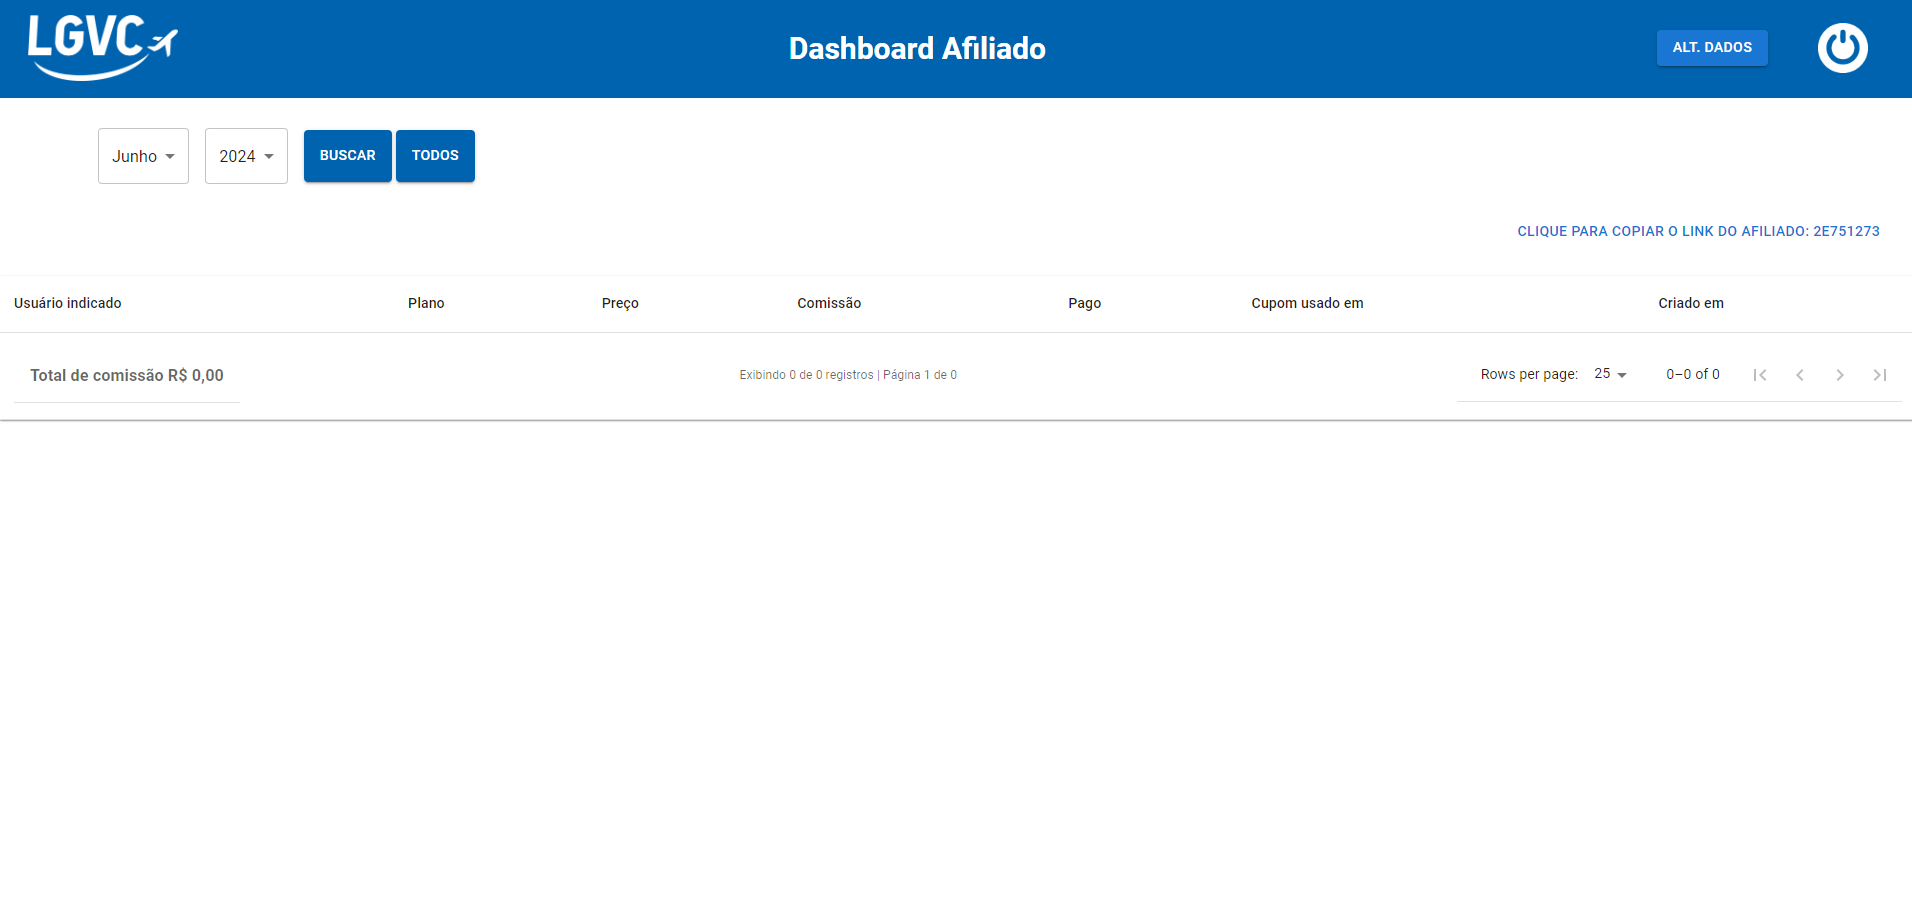 LGVC
Dashboard Afiliado
ALT. DADOS
Junho
2024
BUSCAR
TODOS
CLIQUE PARA COPIAR O LINK DO AFILIADO: 2E751273
Usuário indicado Plano Preço Comissão Pago Cupom usado em Criado em
Total de comissão R$ 0,00
Exibindo 0 de 0 registros | Página 1 de 0
Rows per page: 25 0–0 of 0